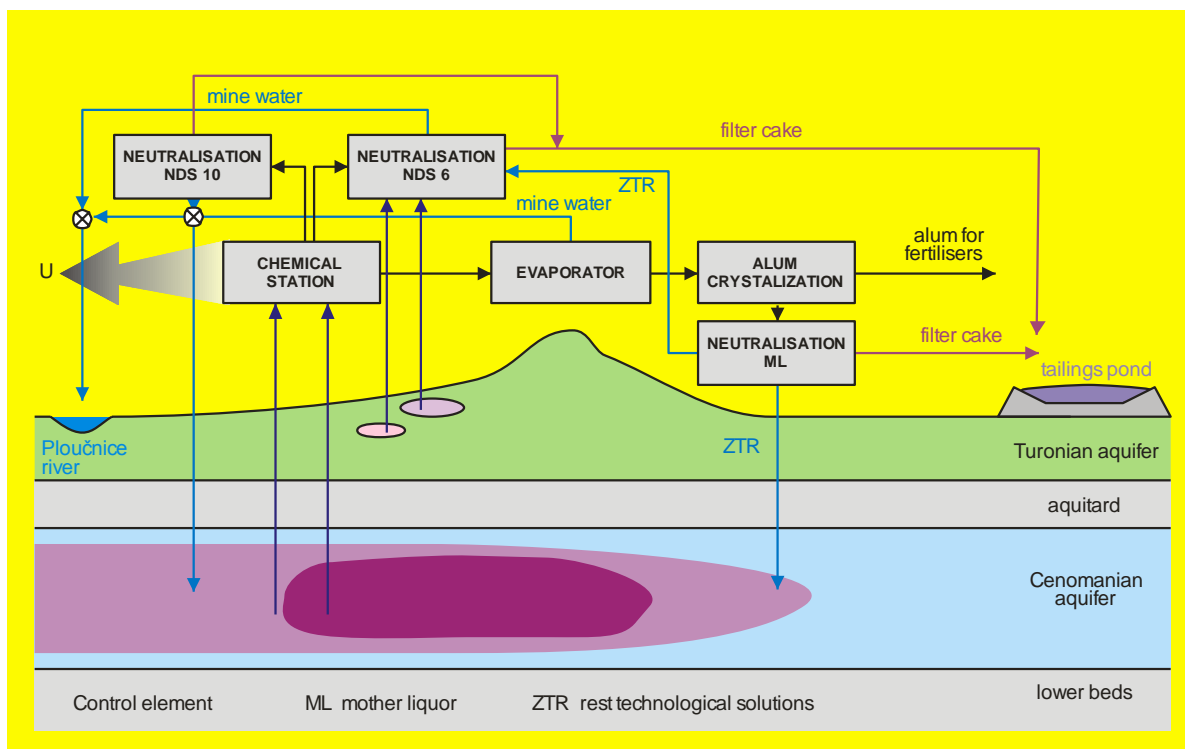 mine water
filter cake
NEUTRALISATION
NDS 10
NEUTRALISATION
NDS 6
ZTR
mine water
U
CHEMICAL
STATION
EVAPORATOR
ALUM
CRYSTALIZATION
alum for
fertilisers
NEUTRALISATION
ML
filter cake
tailings pond
Ploučnice
river
ZTR
Turonian aquifer
aquitard
Cenomanian
aquifer
Control element
ML mother liquor
ZTR rest technological solutions
lower beds